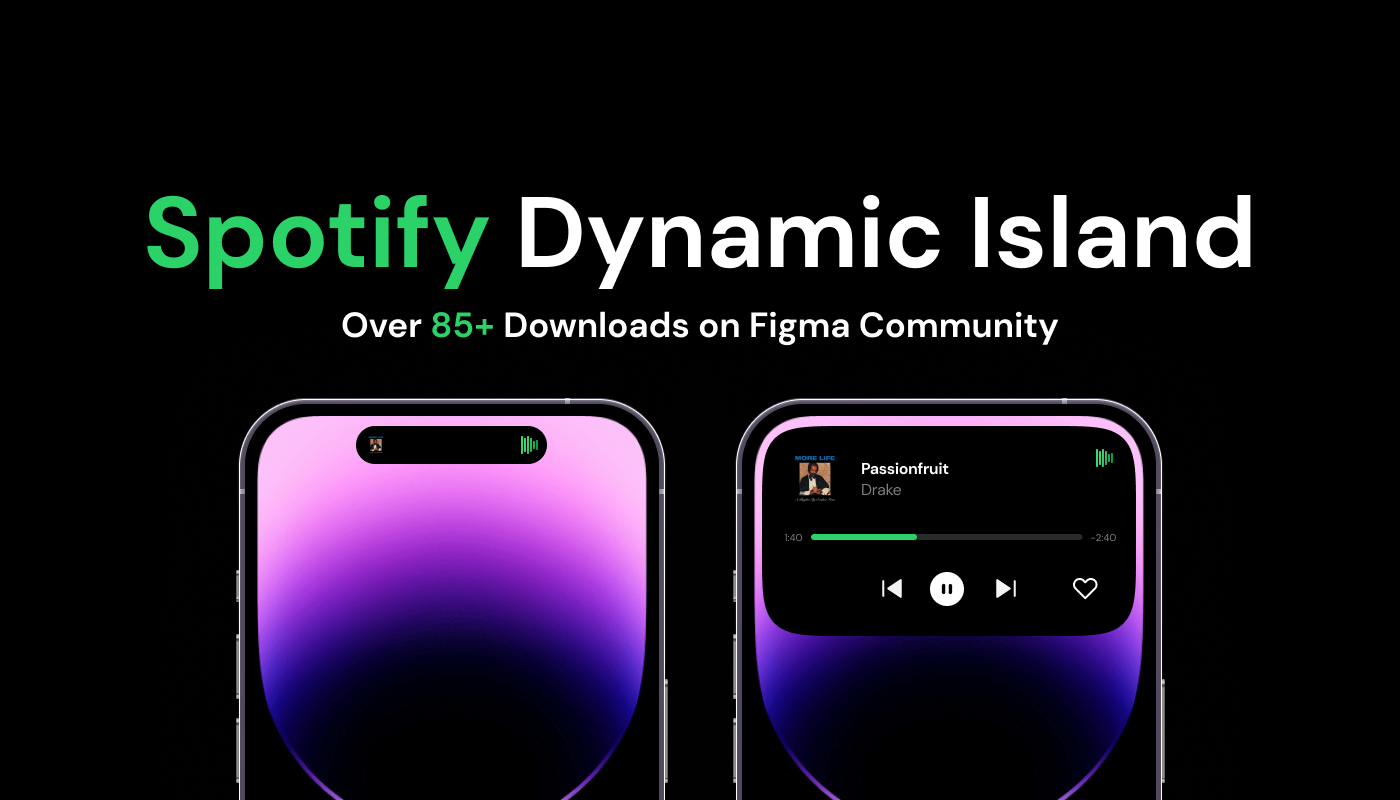 Spotify Dynamic Island
Over 85+ Downloads on Figma Community
MORE LIFE
Passionfruit
Drake
1:40
-2:40